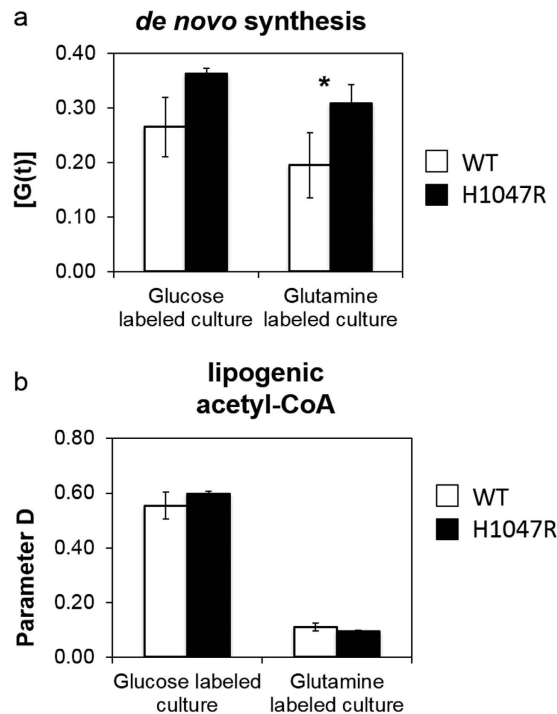 a
de novo synthesis
0.40
0.30
0.20
0.10
0.00
[G(t)]
*
WT
H1047R
Glucose
labeled culture
Glutamine
labeled culture
b
lipogenic
acetyl-CoA
0.80
0.60
0.40
0.20
0.00
Parameter D
WT
H1047R
Glucose labeled
culture
Glutamine
labeled culture